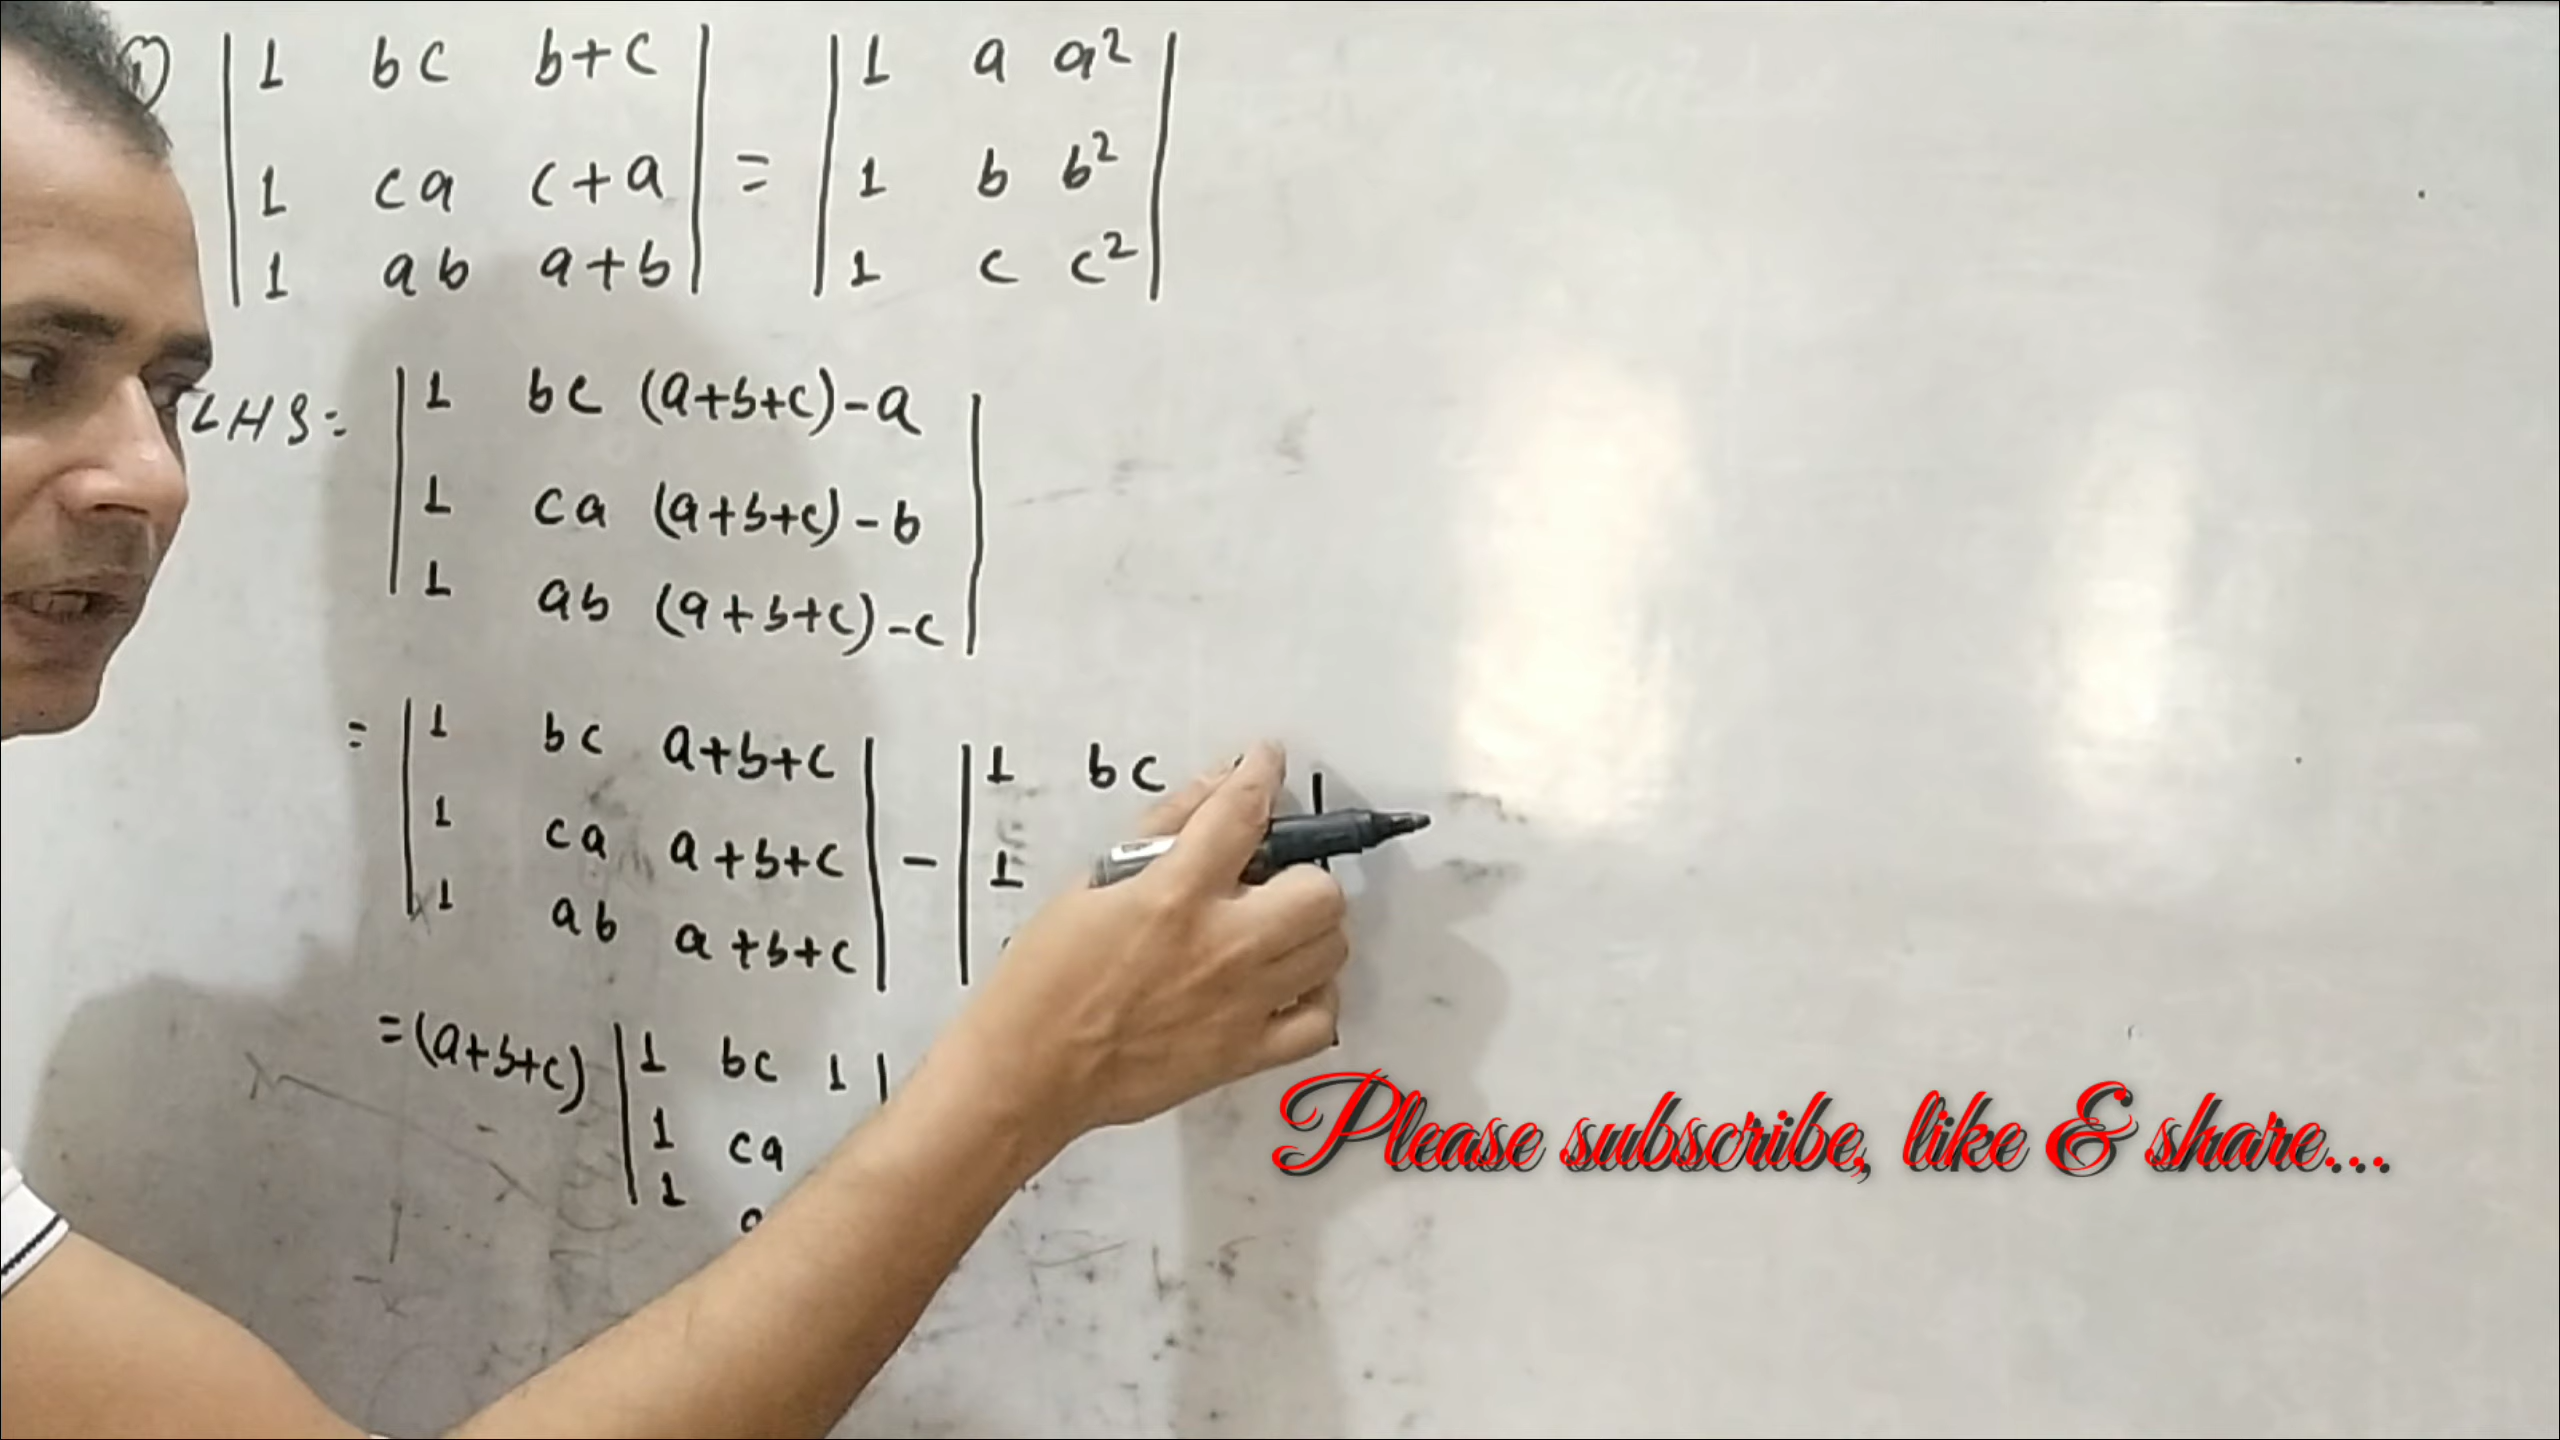 1) | 1 bc b+c | = | 1 a a² |
| 1 ca c+a | | 1 b b² |
| 1 ab a+b | | 1 c c² |
LHS = | 1 bc (a+b+c)-a |
| 1 ca (a+b+c)-b |
| 1 ab (a+b+c)-c |
= | 1 bc a+b+c | - | 1 bc
| 1 ca a+b+c | | 1
| 1 ab a+b+c | |
= (a+b+c) | 1 bc 1 |
| 1 ca
| 1
Please subscribe, like & share...